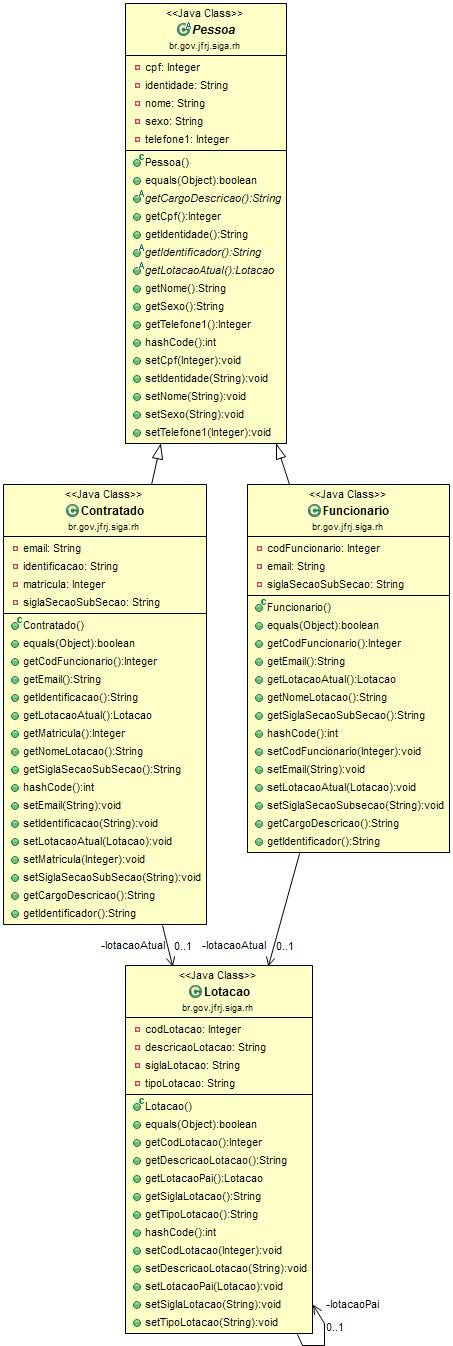 <<Java Class>>
Pessoa
br.gov.jfrj.siga.rh
cpf: Integer
identidade: String
nome: String
sexo: String
telefone1: Integer
Pessoa()
equals(Object):boolean
getCargoDescricao():String
getCpf():Integer
getIdentidade():String
getIdentificador():String
getLotacaoAtual():Lotacao
getNome():String
getSexo():String
getTelefone1():Integer
hashCode():int
setCpf(Integer):void
setIdentidade(String):void
setNome(String):void
setSexo(String):void
setTelefone1(Integer):void
<<Java Class>>
Contratado
br.gov.jfrj.siga.rh
email: String
identificacao: String
matricula: Integer
siglaSecaoSubSecao: String
Contratado()
equals(Object):boolean
getCodFuncionario():Integer
getEmail():String
getIdentificacao():String
getLotacaoAtual():Lotacao
getMatricula():Integer
getNomeLotacao():String
getSiglaSecaoSubSecao():String
hashCode():int
setEmail(String):void
setIdentificacao(String):void
setLotacaoAtual(Lotacao):void
setMatricula(Integer):void
setSiglaSecaoSubSecao(String):void
getCargoDescricao():String
getIdentificador():String
<<Java Class>>
Funcionario
br.gov.jfrj.siga.rh
codFuncionario: Integer
email: String
siglaSecaoSubSecao: String
Funcionario()
equals(Object):boolean
getCodFuncionario():Integer
getEmail():String
getLotacaoAtual():Lotacao
getNomeLotacao():String
getSiglaSecaoSubSecao():String
hashCode():int
setCodFuncionario(Integer):void
setEmail(String):void
setLotacaoAtual(Lotacao):void
setSiglaSecaoSubsecao(String):void
getCargoDescricao():String
getIdentificador():String
-lotacaoAtual 0..1
-lotacaoAtual 0..1
<<Java Class>>
Lotacao
br.gov.jfrj.siga.rh
codLotacao: Integer
descricaoLotacao: String
siglaLotacao: String
tipoLotacao: String
Lotacao()
equals(Object):boolean
getCodLotacao():Integer
getDescricaoLotacao():String
getLotacaoPai():Lotacao
getSiglaLotacao():String
getTipoLotacao():String
hashCode():int
setCodLotacao(Integer):void
setDescricaoLotacao(String):void
setLotacaoPai(Lotacao):void
setSiglaLotacao(String):void
setTipoLotacao(String):void
-lotacaoPai
0..1